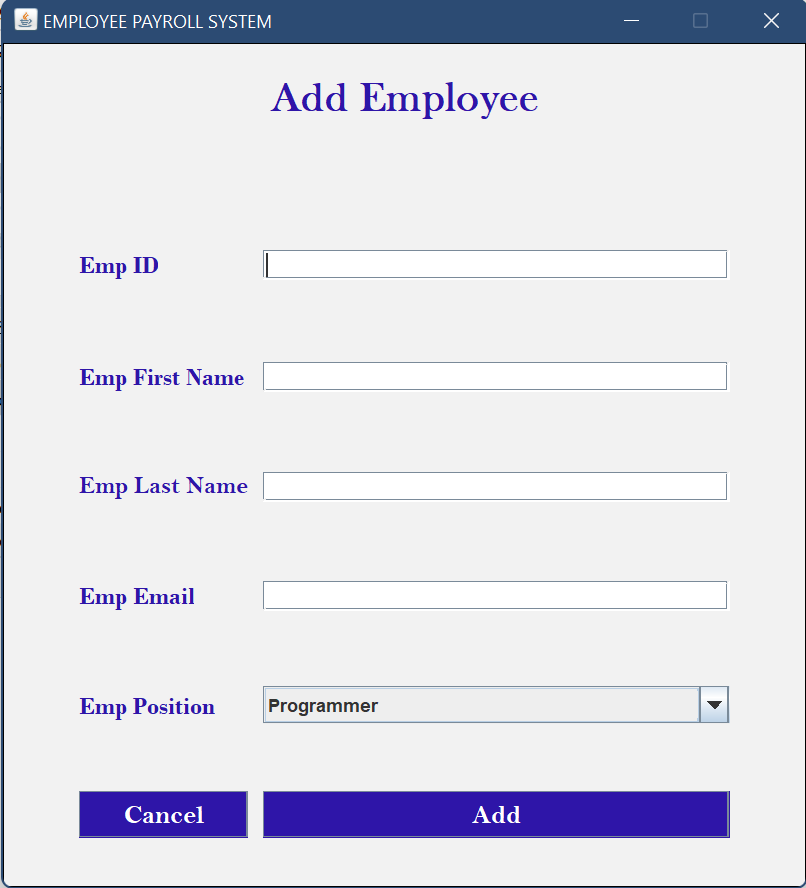 EMPLOYEE PAYROLL SYSTEM
Add Employee
Emp ID
Emp First Name
Emp Last Name
Emp Email
Emp Position Programmer
Cancel Add